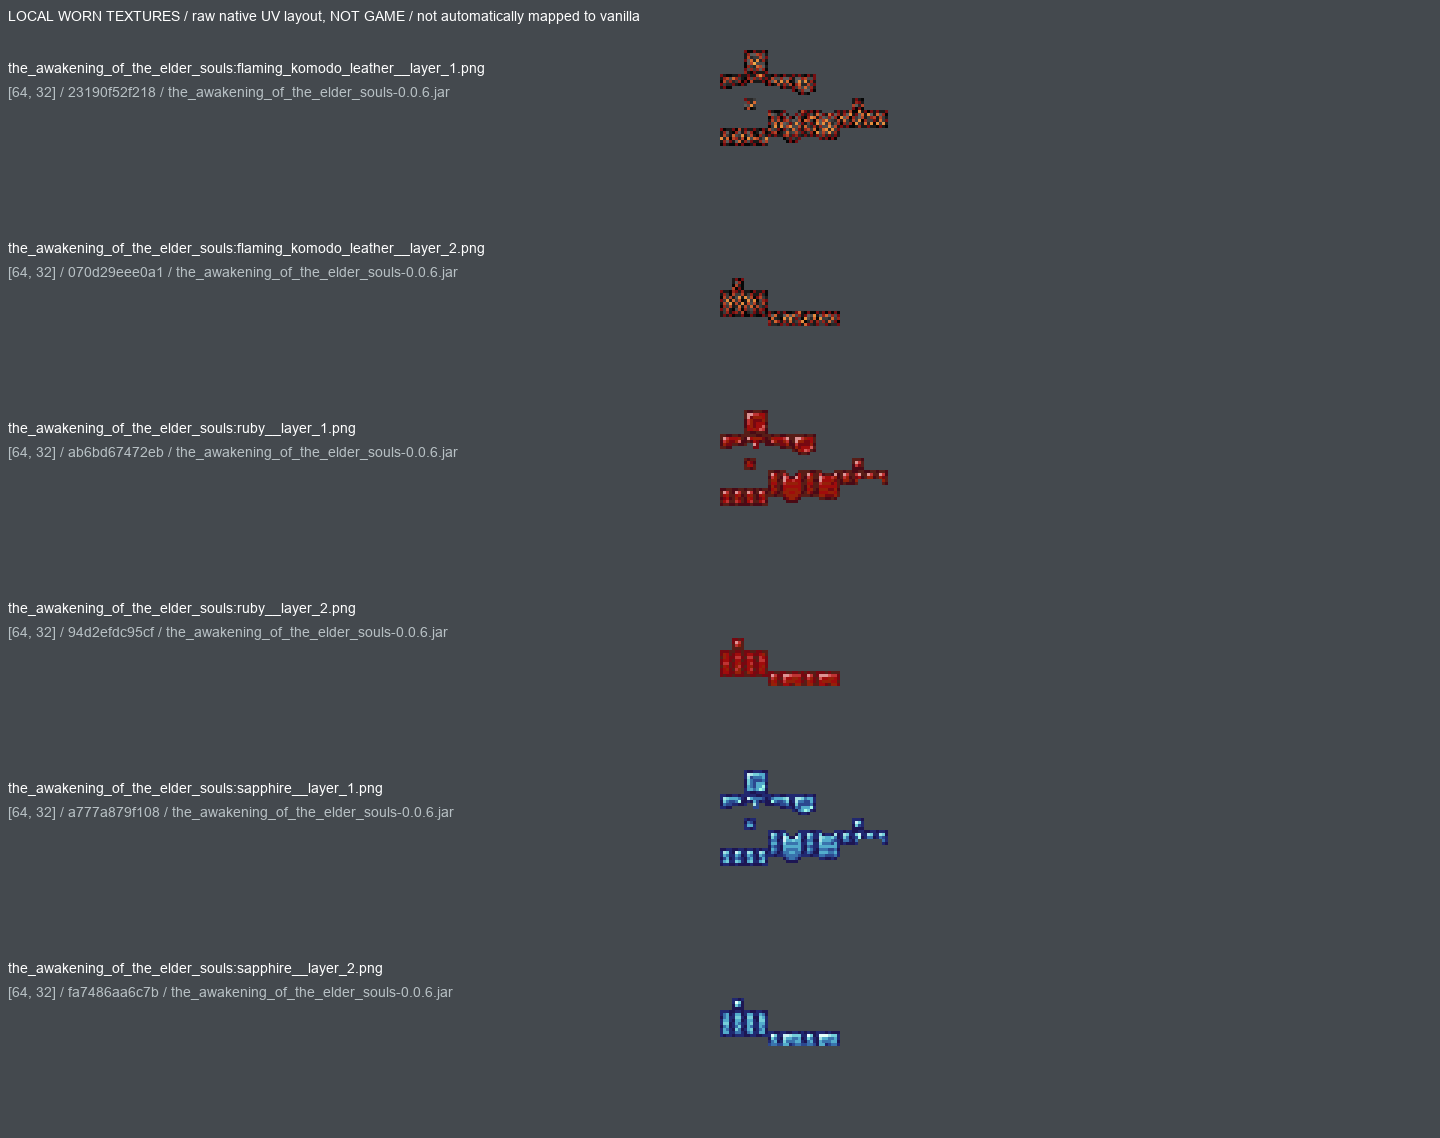 LOCAL WORN TEXTURES / raw native UV layout, NOT GAME / not automatically mapped to vanilla
the_awakening_of_the_elder_souls:flaming_komodo_leather__layer_1.png
[64, 32] / 23190f52f218 / the_awakening_of_the_elder_souls-0.0.6.jar
the_awakening_of_the_elder_souls:flaming_komodo_leather__layer_2.png
[64, 32] / 070d29eee0a1 / the_awakening_of_the_elder_souls-0.0.6.jar
the_awakening_of_the_elder_souls:ruby__layer_1.png
[64, 32] / ab6bd67472eb / the_awakening_of_the_elder_souls-0.0.6.jar
the_awakening_of_the_elder_souls:ruby__layer_2.png
[64, 32] / 94d2efdc95cf / the_awakening_of_the_elder_souls-0.0.6.jar
the_awakening_of_the_elder_souls:sapphire__layer_1.png
[64, 32] / a777a879f108 / the_awakening_of_the_elder_souls-0.0.6.jar
the_awakening_of_the_elder_souls:sapphire__layer_2.png
[64, 32] / fa7486aa6c7b / the_awakening_of_the_elder_souls-0.0.6.jar